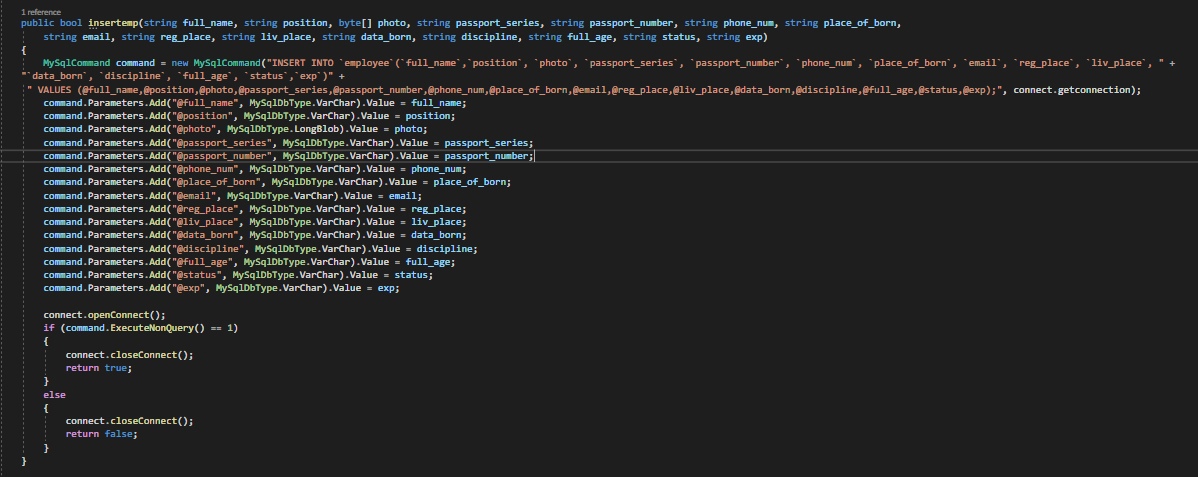 1 reference
public bool insertemp(string full_name, string position, byte[] photo, string passport_series, string passport_number, string phone_num, string place_of_born,
string email, string reg_place, string liv_place, string data_born, string discipline, string full_age, string status, string exp)
{
MySqlCommand command = new MySqlCommand("INSERT INTO `employee`(`full_name`,`position`, `photo`, `passport_series`, `passport_number`, `phone_num`, `place_of_born`, `email`, `reg_place`, `liv_place`, " +
"`data_born`, `discipline`, `full_age`, `status`,`exp`)" +
" VALUES (@full_name,@position,@photo,@passport_series,@passport_number,@phone_num,@place_of_born,@email,@reg_place,@liv_place,@data_born,@discipline,@full_age,@status,@exp);", connect.getconnection);
command.Parameters.Add("@full_name", MySqlDbType.VarChar).Value = full_name;
command.Parameters.Add("@position", MySqlDbType.VarChar).Value = position;
command.Parameters.Add("@photo", MySqlDbType.LongBlob).Value = photo;
command.Parameters.Add("@passport_series", MySqlDbType.VarChar).Value = passport_series;
command.Parameters.Add("@passport_number", MySqlDbType.VarChar).Value = passport_number;
command.Parameters.Add("@phone_num", MySqlDbType.VarChar).Value = phone_num;
command.Parameters.Add("@place_of_born", MySqlDbType.VarChar).Value = place_of_born;
command.Parameters.Add("@email", MySqlDbType.VarChar).Value = email;
command.Parameters.Add("@reg_place", MySqlDbType.VarChar).Value = reg_place;
command.Parameters.Add("@liv_place", MySqlDbType.VarChar).Value = liv_place;
command.Parameters.Add("@data_born", MySqlDbType.VarChar).Value = data_born;
command.Parameters.Add("@discipline", MySqlDbType.VarChar).Value = discipline;
command.Parameters.Add("@full_age", MySqlDbType.VarChar).Value = full_age;
command.Parameters.Add("@status", MySqlDbType.VarChar).Value = status;
command.Parameters.Add("@exp", MySqlDbType.VarChar).Value = exp;
connect.openConnect();
if (command.ExecuteNonQuery() == 1)
{
connect.closeConnect();
return true;
}
else
{
connect.closeConnect();
return false;
}
}